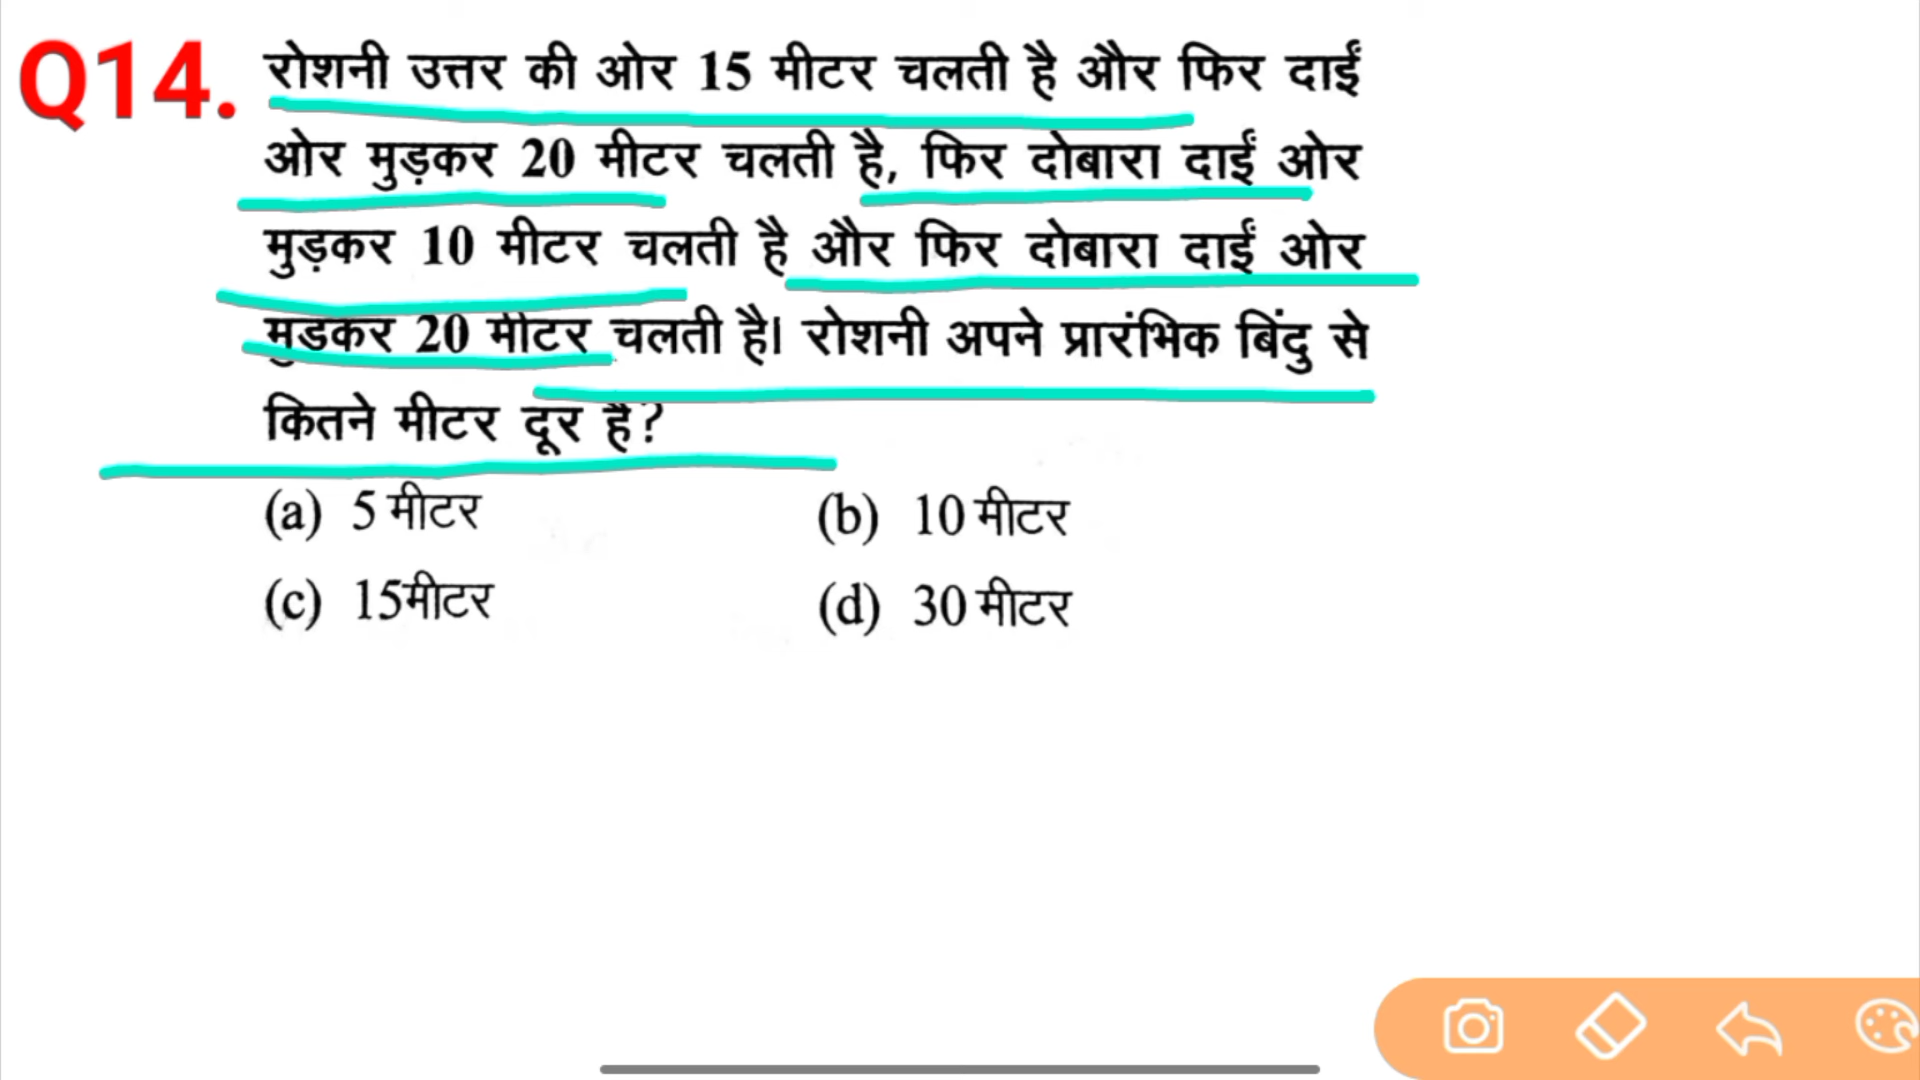 Q14. रोशनी उत्तर की ओर 15 मीटर चलती है और फिर दाईं
ओर मुड़कर 20 मीटर चलती है, फिर दोबारा दाईं ओर
मुड़कर 10 मीटर चलती है और फिर दोबारा दाईं ओर
मुडकर 20 मीटर चलती है। रोशनी अपने प्रारंभिक बिंदु से
कितने मीटर दूर है?
(a) 5 मीटर (b) 10 मीटर
(c) 15मीटर (d) 30 मीटर